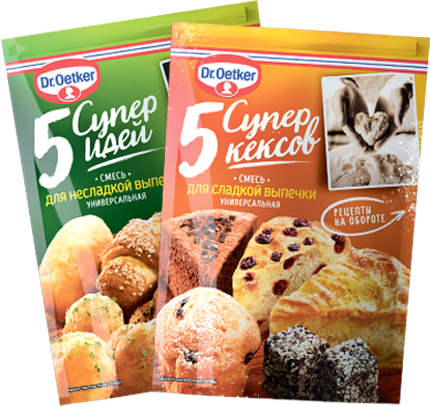 Dr.Oetker
5 Супер
идей
СМЕСЬ
ДЛЯ НЕСЛАДКОЙ
УНИВЕРСАЛЬНАЯ
Dr.Oetker
5 Супер
кексов
СМЕСЬ
ДЛЯ СЛАДКОЙ ВЫПЕЧКИ
УНИВЕРСАЛЬНАЯ
РЕЦЕПТЫ
НА ОБОРОТЕ